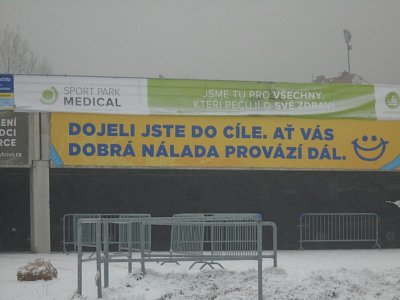 SPORT PARK
MEDICAL
JSME TU PRO VŠECHNY,
KTEŘÍ PEČUJÍ O SVÉ ZDRAVÍ
DOJELI JSTE DO CÍLE. AŤ VÁS
DOBRÁ NÁLADA PROVÁZÍ DÁL.